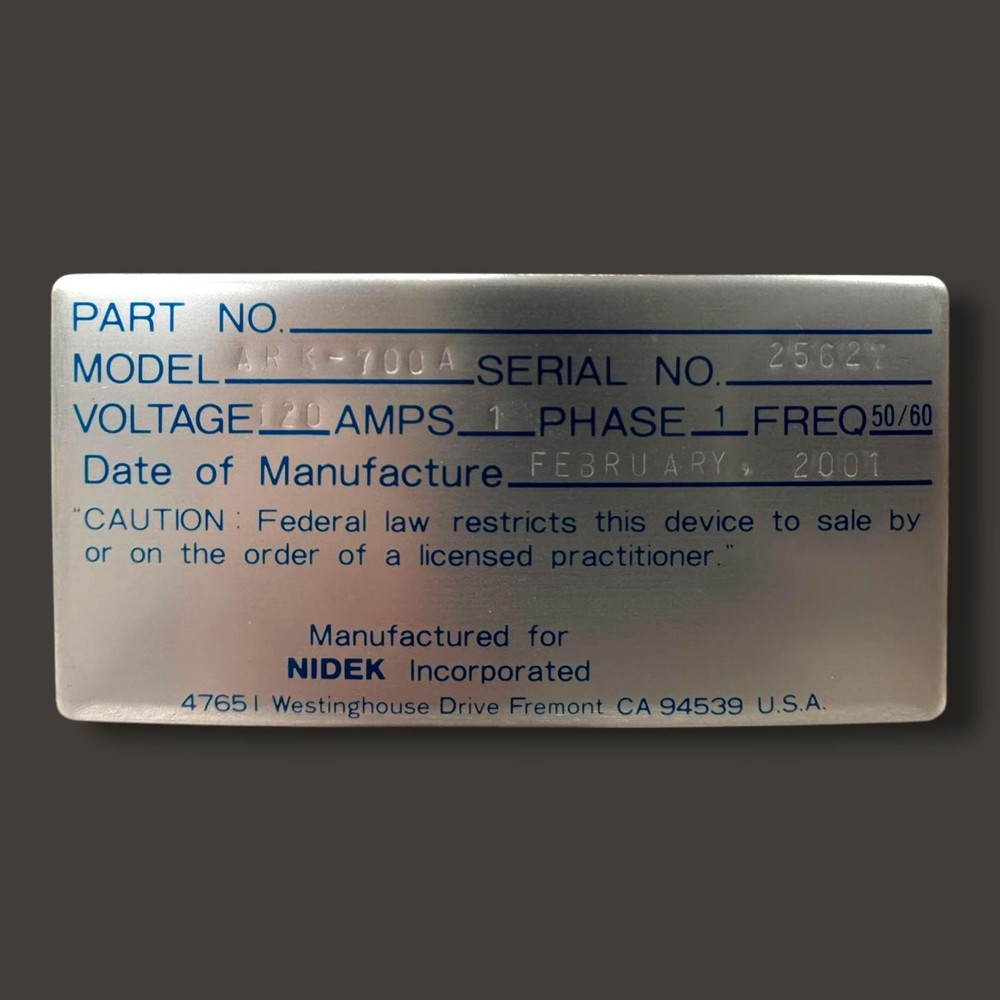 PART NO.
MODEL ARK-700A SERIAL NO.
VOLTAGE 120 AMPS 1 PHASE 1 FREQ 50/60
Date of Manufacture FEBRUARY, 2001
"CAUTION : Federal law restricts this device to sale by
or on the order of a licensed practitioner."
Manufactured for
NIDEK Incorporated
47651 Westinghouse Drive Fremont CA 94539 U.S.A.